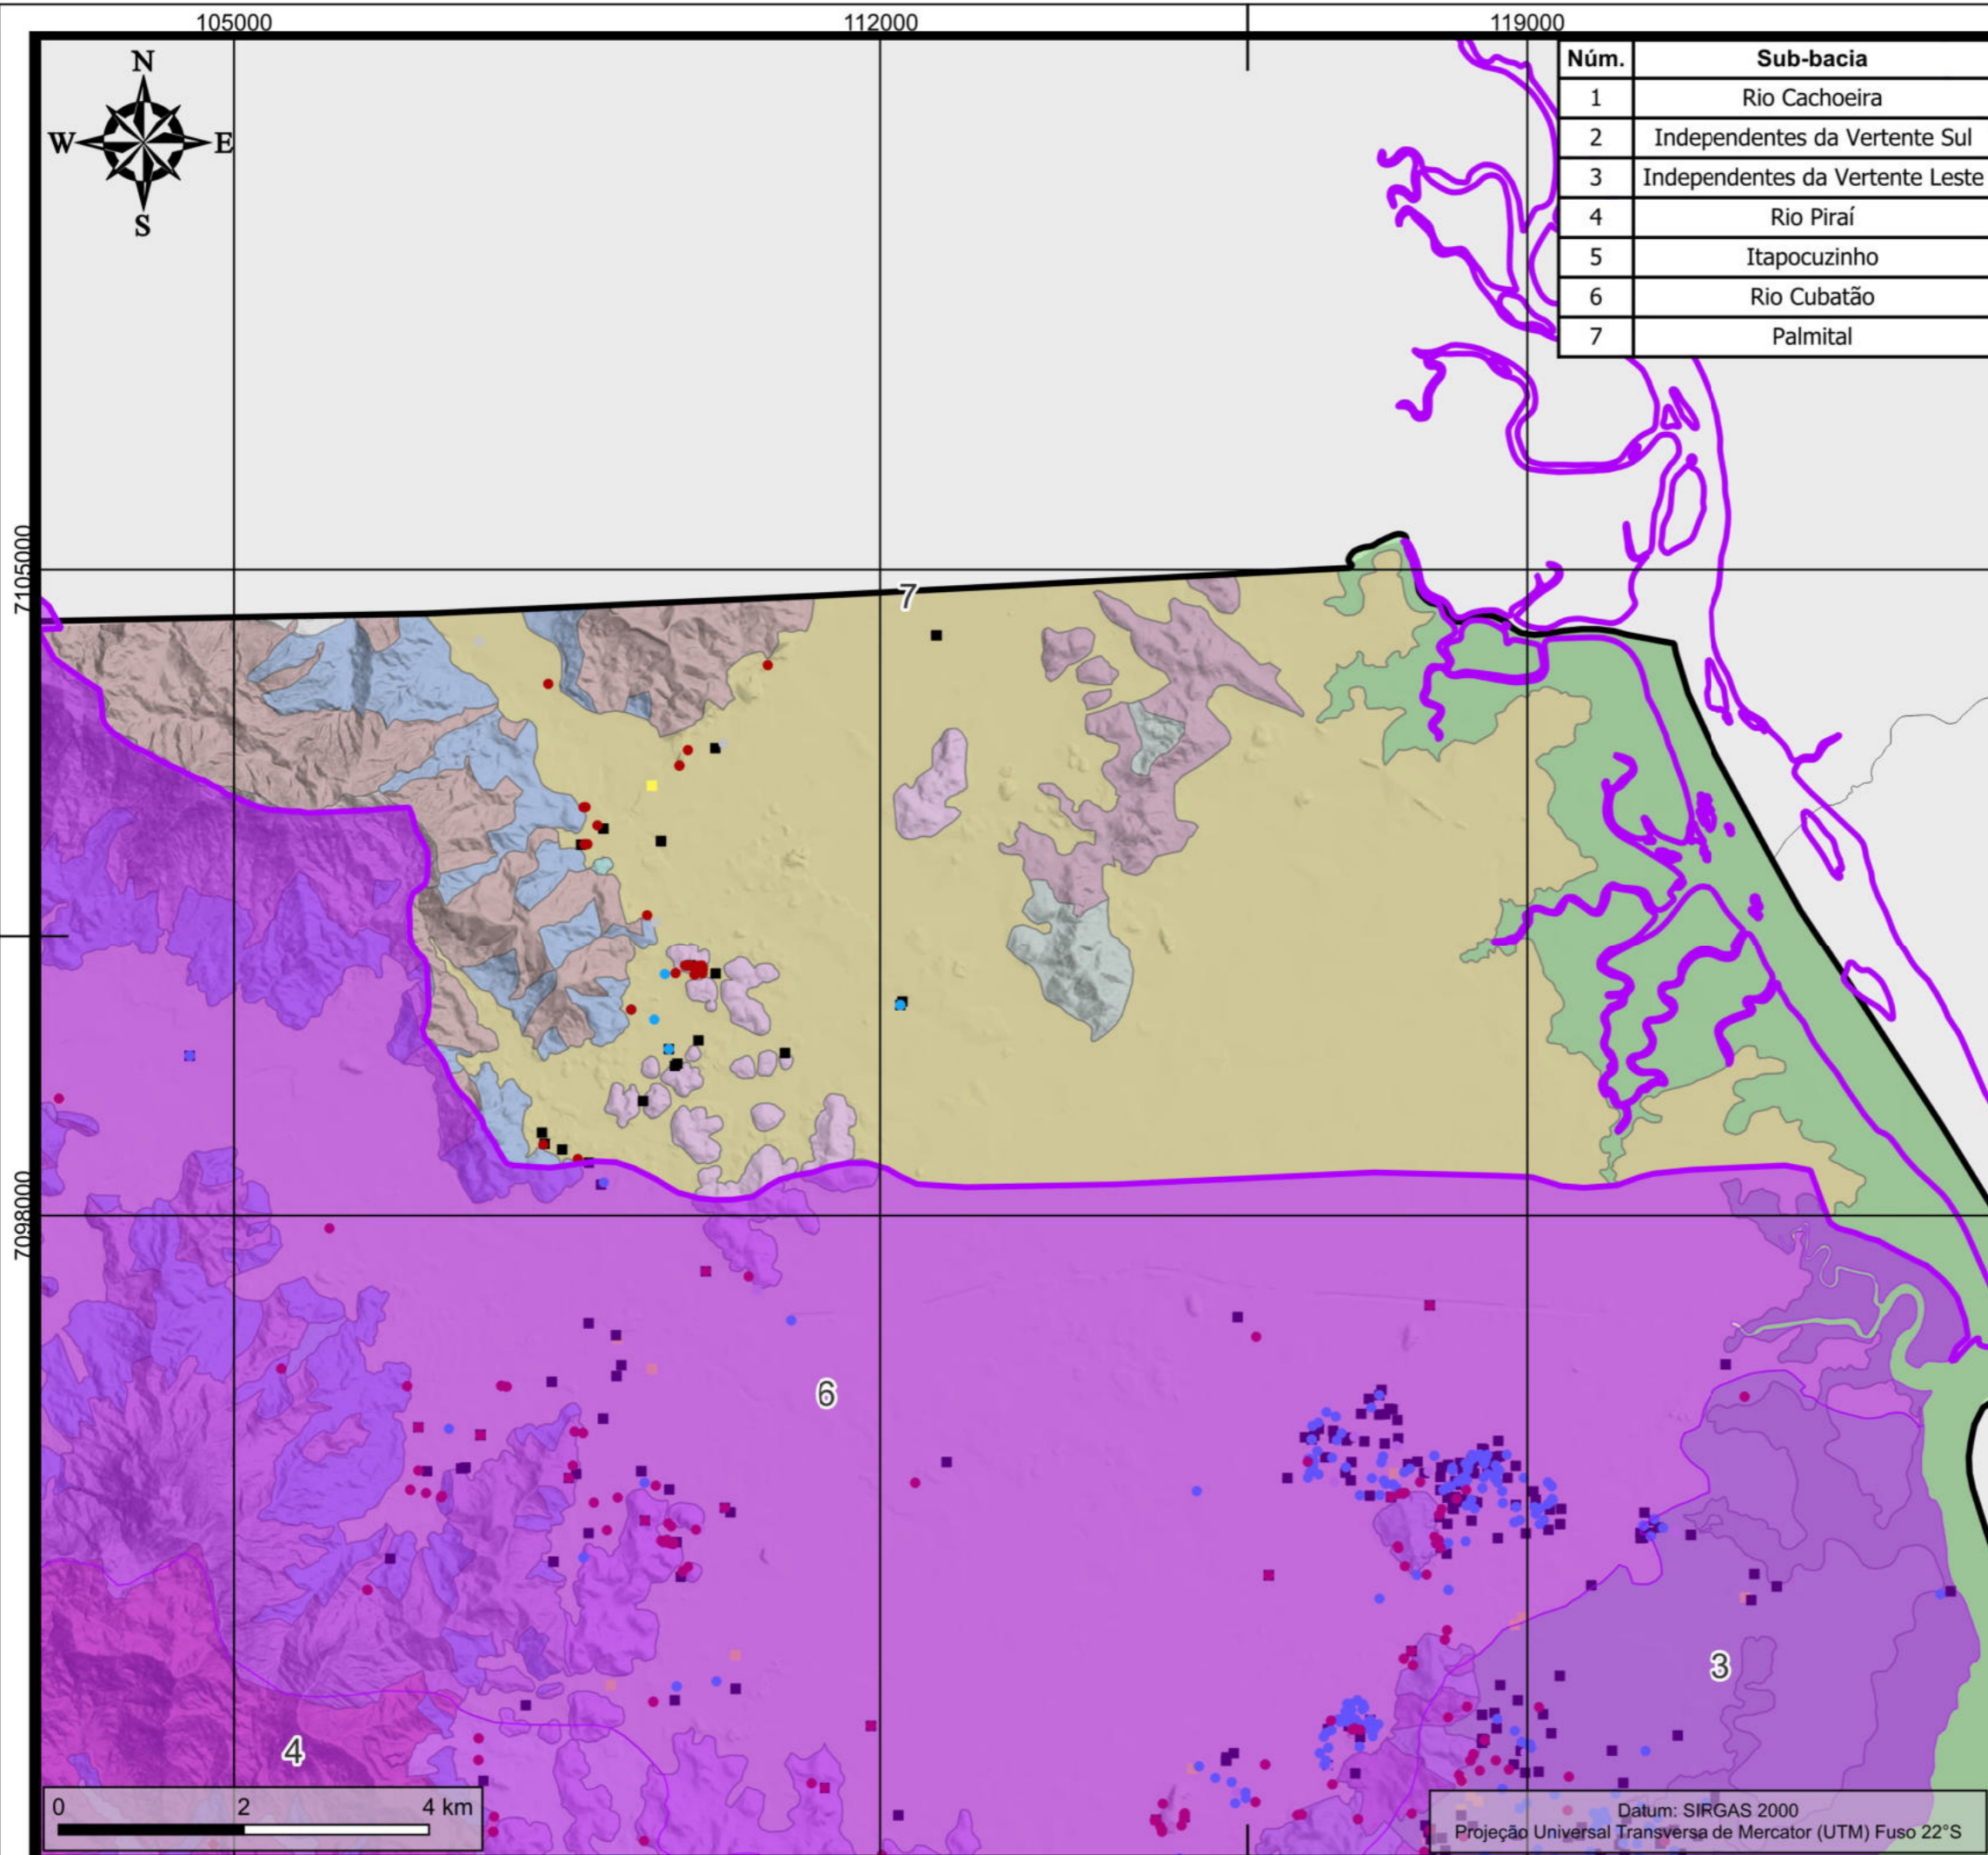 105000 112000 119000
N
W E
S
Núm. Sub-bacia
1 Rio Cachoeira
2 Independentes da Vertente Sul
3 Independentes da Vertente Leste
4 Rio Piraí
5 Itapocuzinho
6 Rio Cubatão
7 Palmital
7105000
7
7098000
6
3
4
0 2 4 km
Datum: SIRGAS 2000
Projeção Universal Transversa de Mercator (UTM) Fuso 22°S